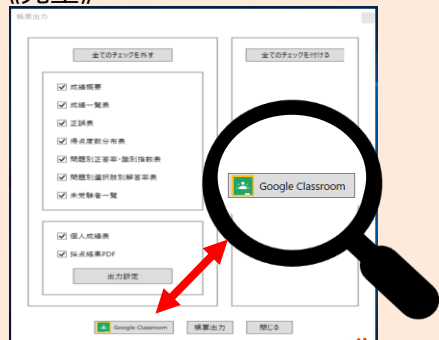 《完璧》
帳票出力
全てのチェックを外す
全てのチェックを付ける
成績概要
成績一覧表
正誤表
得点度数分布表
問題別正答率・識別指数表
問題別選択肢別解答率表
未受験者一覧
Google Classroom
個人成績表
採点結果PDF
出力設定
Google Classroom
帳票出力
閉じる